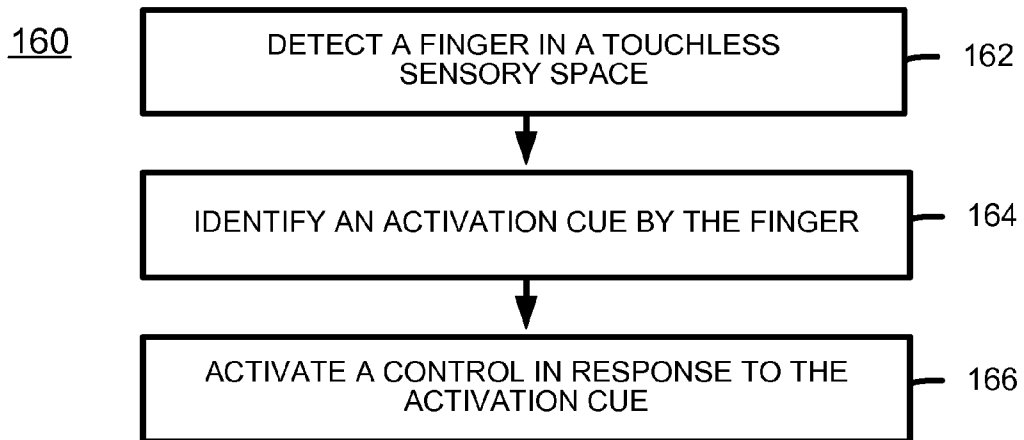 160
DETECT A FINGER IN A TOUCHLESS
SENSORY SPACE
162
IDENTIFY AN ACTIVATION CUE BY THE FINGER
164
ACTIVATE A CONTROL IN RESPONSE TO THE
ACTIVATION CUE
166